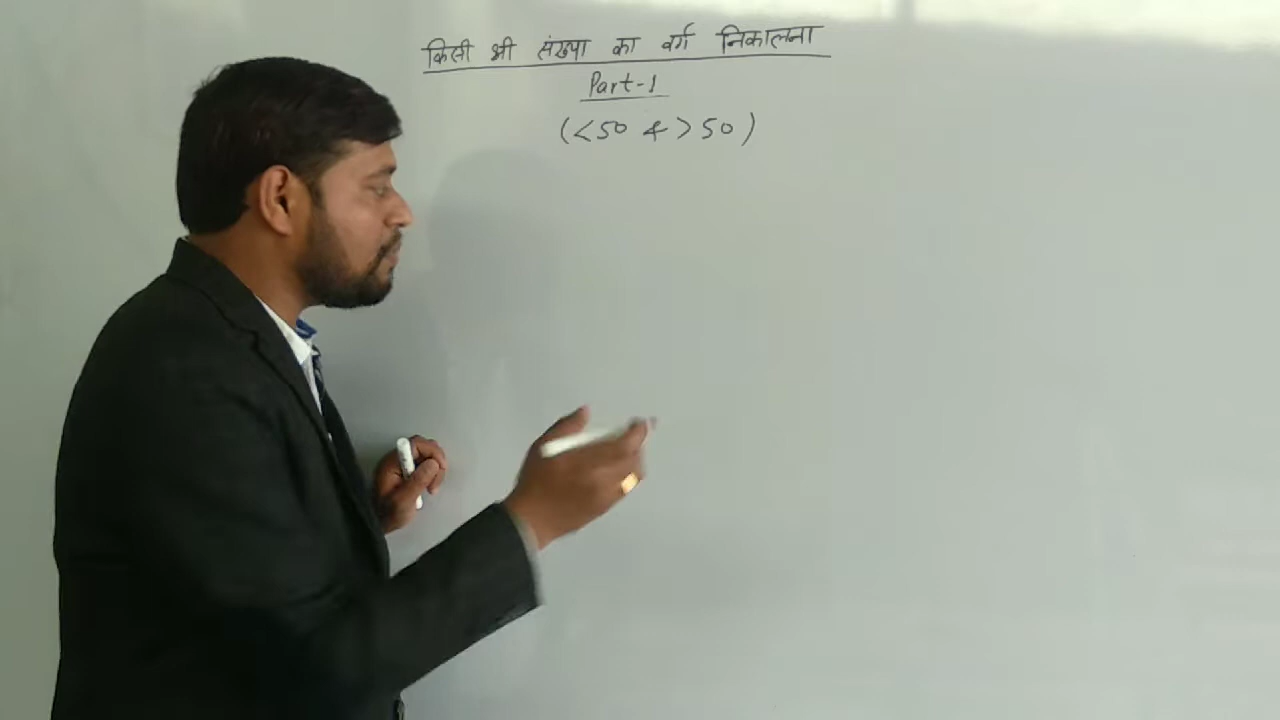 किसी भी संख्या का वर्ग निकालना
Part-1
(<50 & >50)